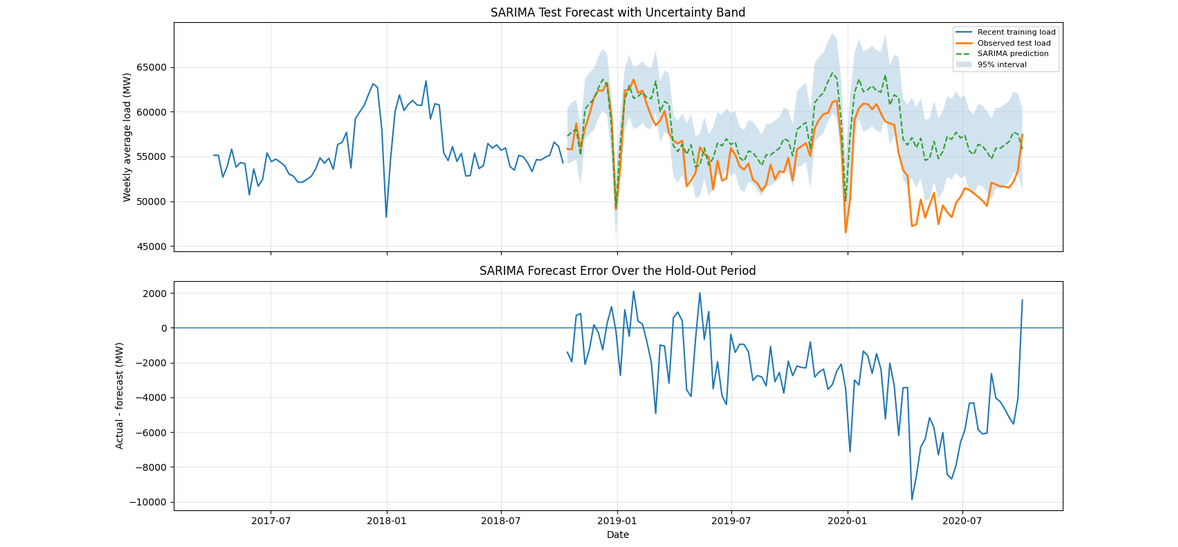 SARIMA Test Forecast with Uncertainty Band
Recent training load
Observed test load
SARIMA prediction
95% interval
Weekly average load (MW)
65000
60000
55000
50000
45000
SARIMA Forecast Error Over the Hold-Out Period
Actual - forecast (MW)
2000
0
−2000
−4000
−6000
−8000
−10000
2017-07 2018-01 2018-07 2019-01 2019-07 2020-01 2020-07
Date